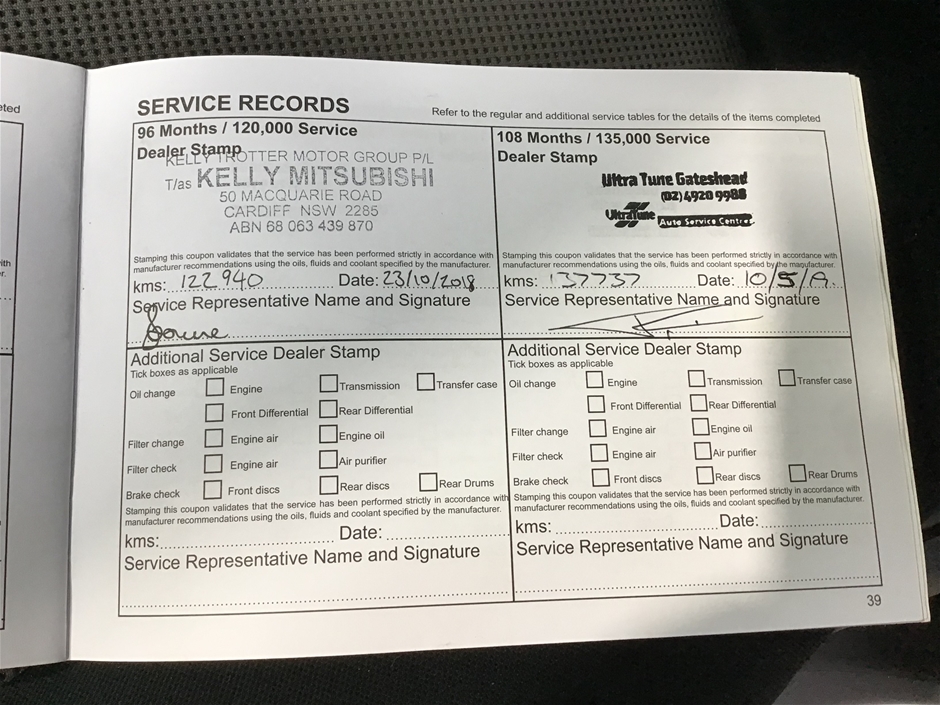 eted
ith
r.
SERVICE RECORDS
Refer to the regular and additional service tables for the details of the items completed
96 Months / 120,000 Service
Dealer Stamp
KELLY TROTTER MOTOR GROUP P/L
T/as KELLY MITSUBISHI
50 MACQUARIE ROAD
CARDIFF NSW 2285
ABN 68 063 439 870
Stamping this coupon validates that the service has been performed strictly in accordance with
manufacturer recommendations using the oils, fluids and coolant specified by the manufacturer.
kms: 122940 Date: 23/10/2018
Service Representative Name and Signature
Additional Service Dealer Stamp
Tick boxes as applicable
Oil change Engine Transmission Transfer case
Front Differential Rear Differential
Filter change Engine air Engine oil
Filter check Engine air Air purifier
Brake check Front discs Rear discs Rear Drums
Stamping this coupon validates that the service has been performed strictly in accordance with
manufacturer recommendations using the oils, fluids and coolant specified by the manufacturer.
kms: Date:
Service Representative Name and Signature
108 Months / 135,000 Service
Dealer Stamp
Ultra Tune Gateshead
(02) 4920 9988
UltraTune Auto Service Centres
Stamping this coupon validates that the service has been performed strictly in accordance with
manufacturer recommendations using the oils, fluids and coolant specified by the manufacturer.
kms: 137737 Date: 10/5/19
Service Representative Name and Signature
Additional Service Dealer Stamp
Tick boxes as applicable
Oil change Engine Transmission Transfer case
Front Differential Rear Differential
Filter change Engine air Engine oil
Filter check Engine air Air purifier
Brake check Front discs Rear discs Rear Drums
Stamping this coupon validates that the service has been performed strictly in accordance with
manufacturer recommendations using the oils, fluids and coolant specified by the manufacturer.
kms: Date:
Service Representative Name and Signature
39